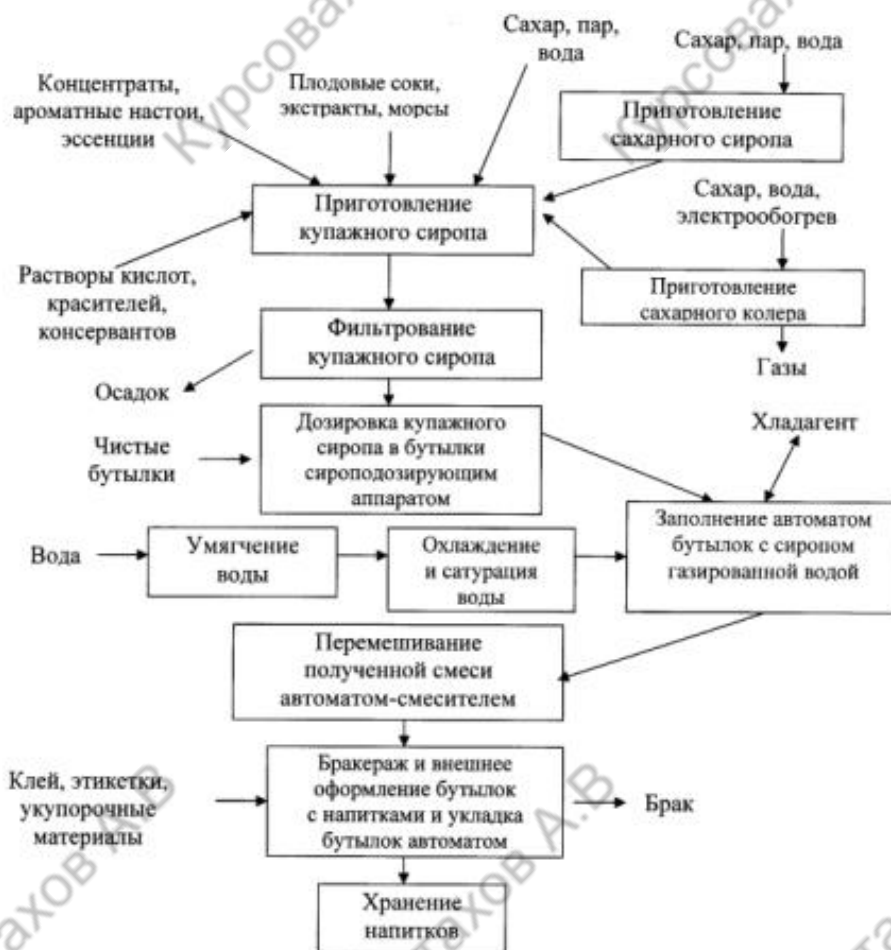 Курсовая
Курсовая
Сахар, пар,
вода
Сахар, пар, вода
Концентраты,
ароматные настои,
эссенции
Плодовые соки,
экстракты, морсы
Приготовление
сахарного сиропа
Приготовление
купажного сиропа
Сахар, вода,
электрообогрев
Растворы кислот,
красителей,
консервантов
Приготовление
сахарного колера
Фильтрование
купажного сиропа
Газы
Осадок
Чистые
бутылки
Дозировка купажного
сиропа в бутылки
сироподозирующим
аппаратом
Хладагент
Вода
Умягчение
воды
Охлаждение
и сатурация
воды
Заполнение автоматом
бутылок с сиропом
газированной водой
Перемешивание
полученной смеси
автоматом-смесителем
Клей, этикетки,
укупорочные
материалы
Бракераж и внешнее
оформление бутылок
с напитками и укладка
бутылок автоматом
Брак
Хранение
напитков
тахов А.В
тахов А.В